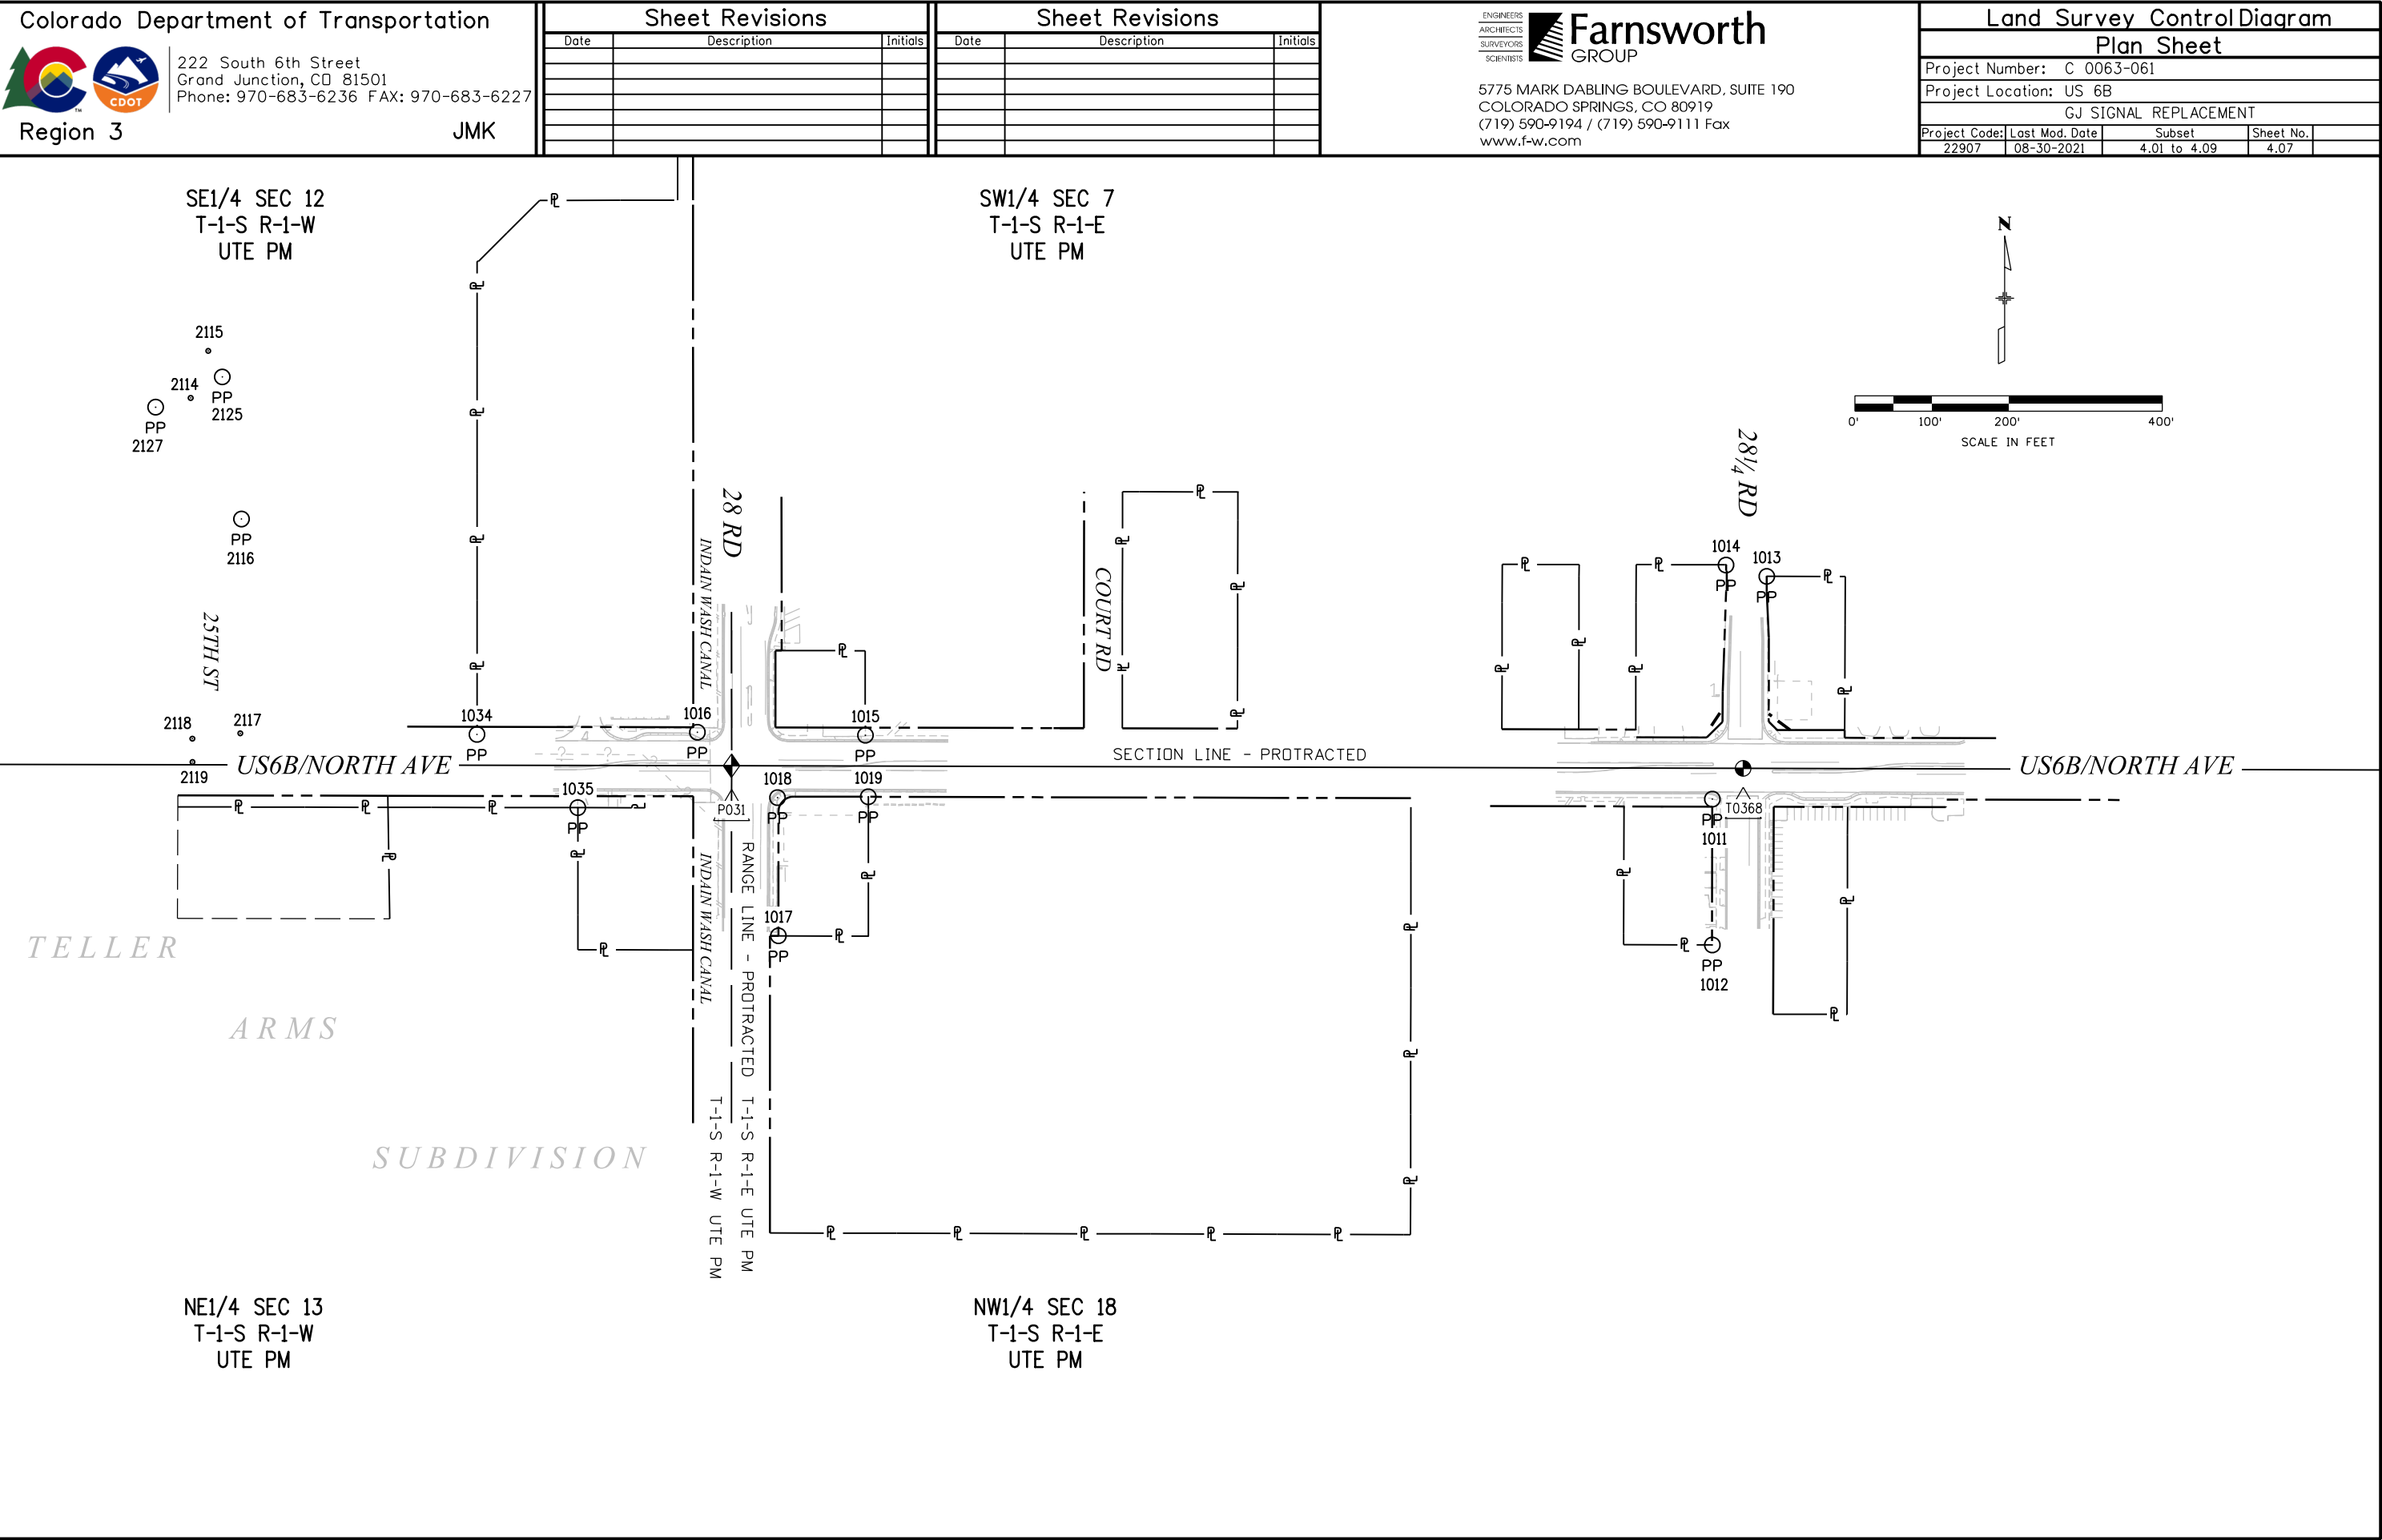 Colorado Department of Transportation
CDOT
222 South 6th Street
Grand Junction, CO 81501
Phone: 970-683-6236 FAX: 970-683-6227
Region 3
JMK
Sheet Revisions
Date Description Initials
Sheet Revisions
Date Description Initials
ENGINEERS
ARCHITECTS
SURVEYORS
SCIENTISTS
Farnsworth
GROUP
5775 MARK DABLING BOULEVARD, SUITE 190
COLORADO SPRINGS, CO 80919
(719) 590-9194 / (719) 590-9111 Fax
www.f-w.com
Land Survey Control Diagram
Plan Sheet
Project Number: C 0063-061
Project Location: US 6B
GJ SIGNAL REPLACEMENT
Project Code: Last Mod. Date Subset Sheet No.
22907 08-30-2021 4.01 to 4.09 4.07
SE1/4 SEC 12
T-1-S R-1-W
UTE PM
SW1/4 SEC 7
T-1-S R-1-E
UTE PM
N
0' 100' 200' 400'
SCALE IN FEET
2115
2114
PP
2125
PP
2127
PP
2116
25TH ST
2118
2117
2119
28 RD
INDAIN WASH CANAL
COURT RD
28 1/4 RD
1014
PP
1013
PP
1034
PP
1016
PP
1015
PP
US6B/NORTH AVE
SECTION LINE - PROTRACTED
US6B/NORTH AVE
1035
PP
P031
1018
PP
1019
PP
T0368
PP
1011
1017
PP
PP
1012
INDAIN WASH CANAL
RANGE LINE - PROTRACTED
T-1-S R-1-W UTE PM
T-1-S R-1-E UTE PM
TELLER
ARMS
SUBDIVISION
NE1/4 SEC 13
T-1-S R-1-W
UTE PM
NW1/4 SEC 18
T-1-S R-1-E
UTE PM